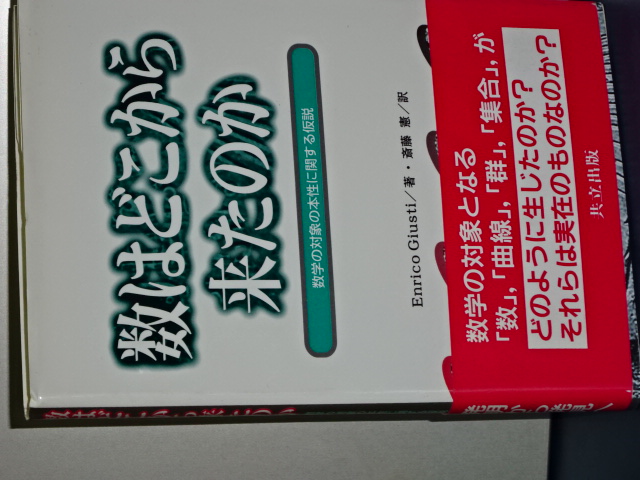 数はどこから
来たのか
数学の対象の本性に関する仮説
Enrico Giusti／著・斎藤 憲／訳
数学の対象となる
「数」，「曲線」，「群」，「集合」，が
どのように生じたのか？
それらは実在のものなのか？
共立出版